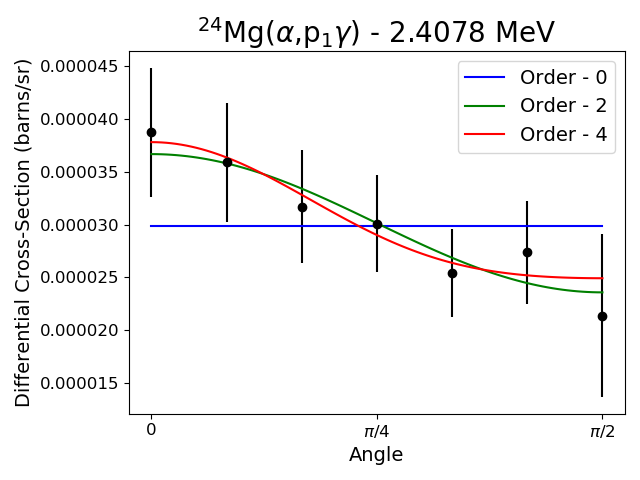 ²⁴Mg(α,p₁γ) - 2.4078 MeV
Differential Cross-Section (barns/sr)
0.000045
0.000040
0.000035
0.000030
0.000025
0.000020
0.000015
Order - 0
Order - 2
Order - 4
0 π/4 π/2
Angle